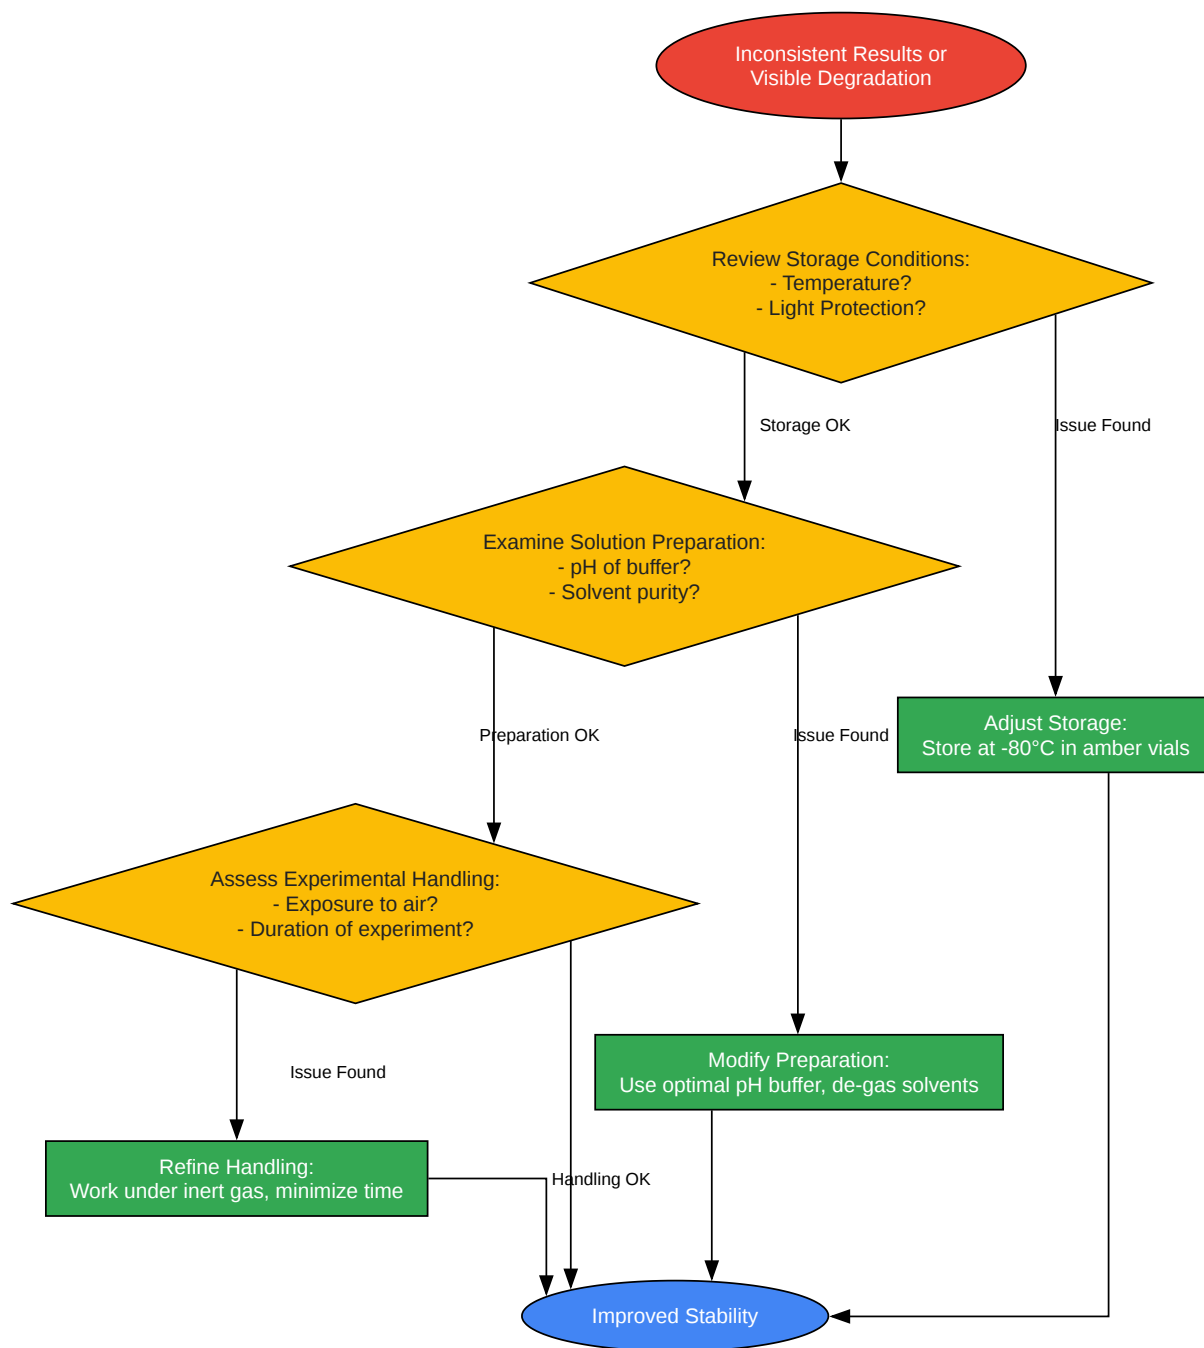 Inconsistent Results or
Visible Degradation
Review Storage Conditions:
- Temperature?
- Light Protection?
Storage OK
Issue Found
Examine Solution Preparation:
- pH of buffer?
- Solvent purity?
Preparation OK
Issue Found
Adjust Storage:
Store at -80°C in amber vials
Assess Experimental Handling:
- Exposure to air?
- Duration of experiment?
Issue Found
Modify Preparation:
Use optimal pH buffer, de-gas solvents
Refine Handling:
Work under inert gas, minimize time
Handling OK
Improved Stability